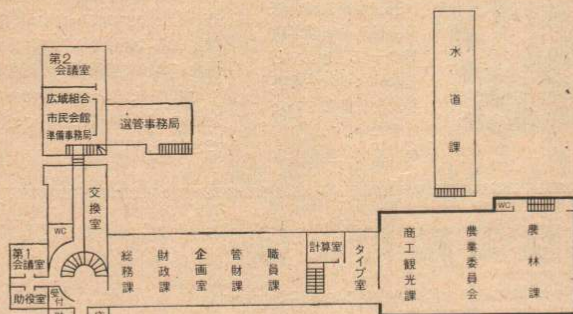 第2
会議室
広域組合
市民会館
準備事務局
選管事務局
水道課
交換室
WC
第1
会議室
助役室
受付
総務課
財政課
企画室
管財課
職員課
計算室
タイプ室
商工観光課
農業委員会
農林課
WC